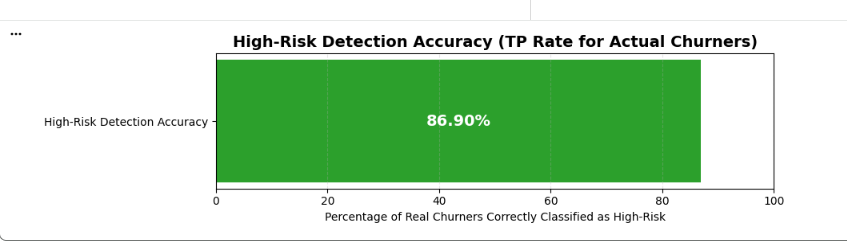 ...
High-Risk Detection Accuracy (TP Rate for Actual Churners)
High-Risk Detection Accuracy
86.90%
0 20 40 60 80 100
Percentage of Real Churners Correctly Classified as High-Risk